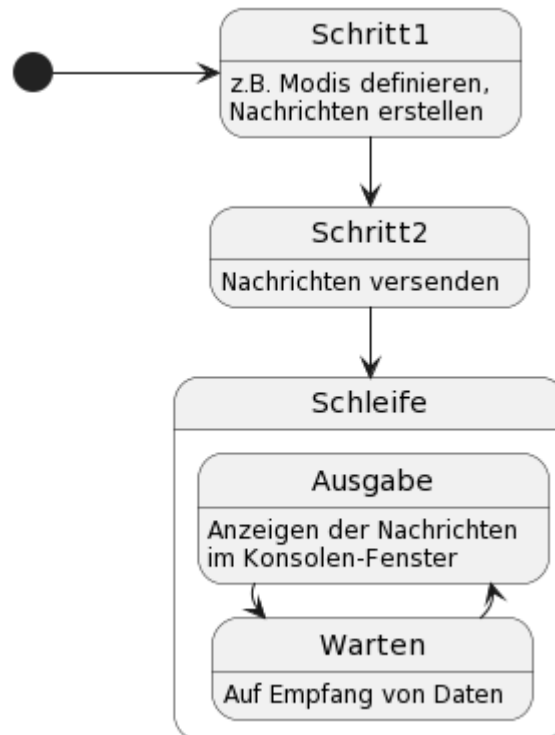 Schritt1
z.B. Modis definieren,
Nachrichten erstellen
Schritt2
Nachrichten versenden
Schleife
Ausgabe
Anzeigen der Nachrichten
im Konsolen-Fenster
Warten
Auf Empfang von Daten